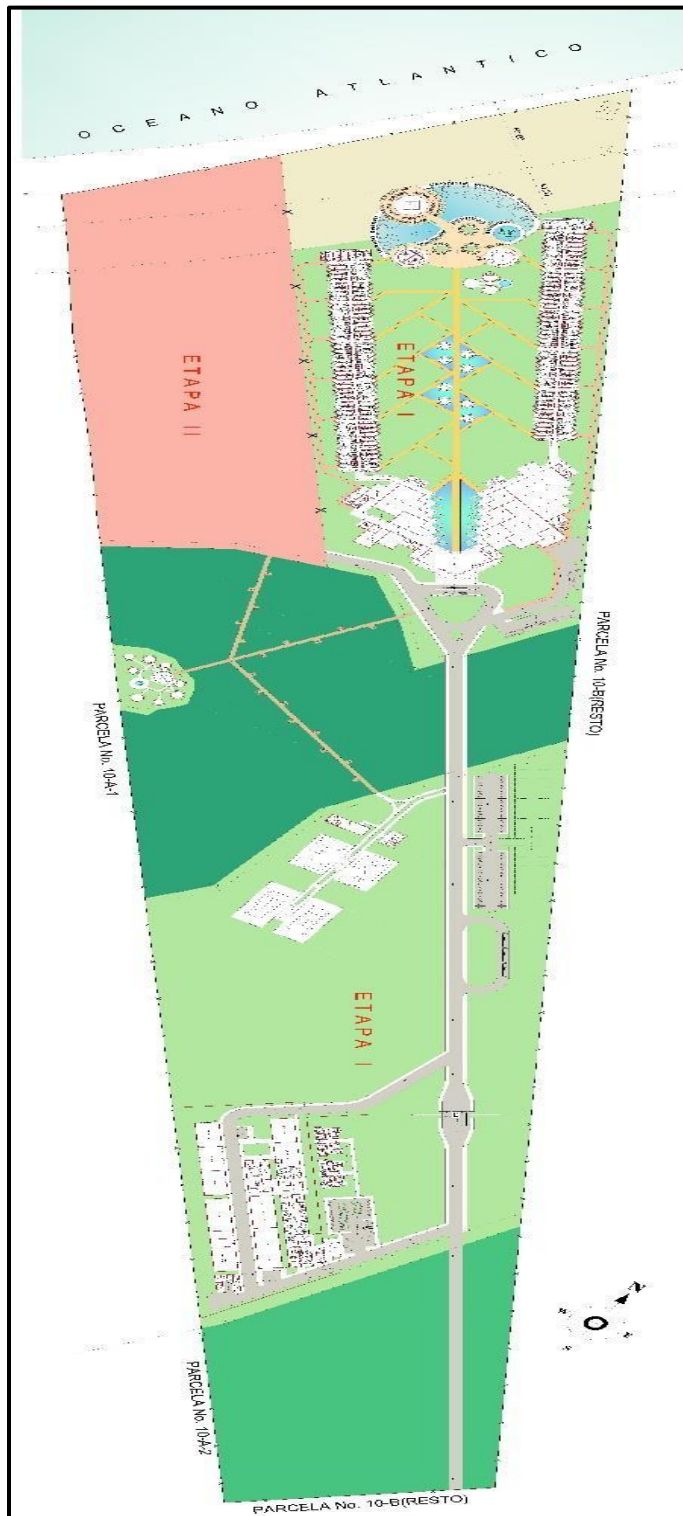 OCEANO ATLANTICO
ETAPA II
ETAPA I
PARCELA No. 10-B(RESTO)
PARCELA No. 10-A-1
ETAPA I
N
PARCELA No. 10-A-2
PARCELA No. 10-B(RESTO)